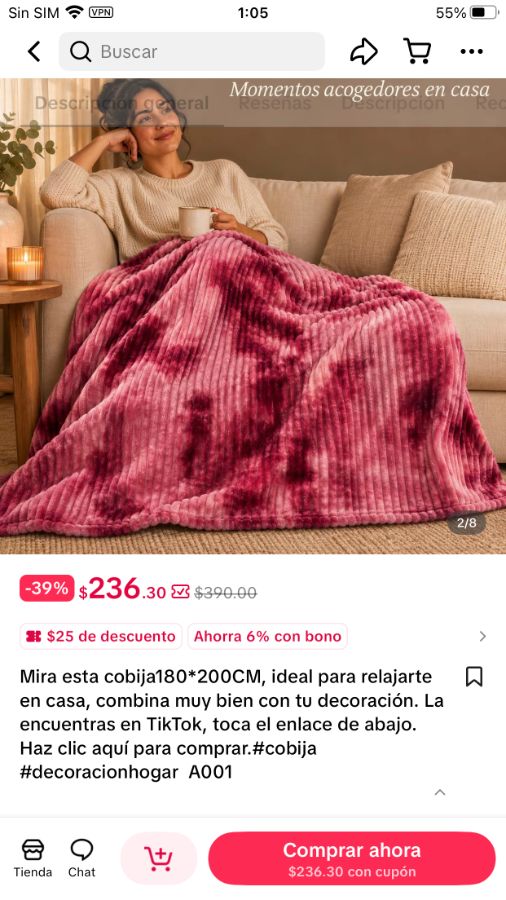 Sin SIM VPN 1:05 55%
Buscar
Momentos acogedores en casa
Descripción general Reseñas Descripción Rec
2/8
-39% $236.30 $390.00
$25 de descuento Ahorra 6% con bono
Mira esta cobija180*200CM, ideal para relajarte
en casa, combina muy bien con tu decoración. La
encuentras en TikTok, toca el enlace de abajo.
Haz clic aquí para comprar.#cobija
#decoracionhogar A001
Comprar ahora
$236.30 con cupón
Tienda Chat